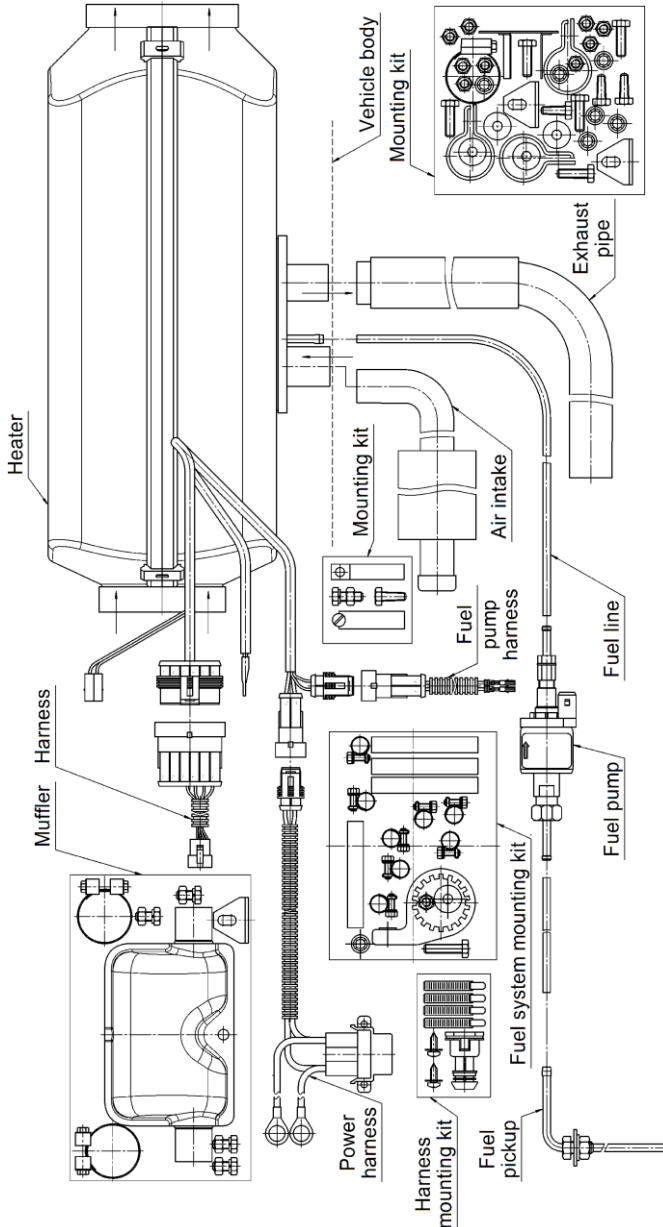 Heater
Vehicle body
Mounting kit
Exhaust
pipe
Mounting kit
Air intake
Fuel
pump
harness
Fuel line
Harness
Muffler
Fuel pump
Fuel system mounting kit
Power
harness
Harness
mounting kit
Fuel
pickup